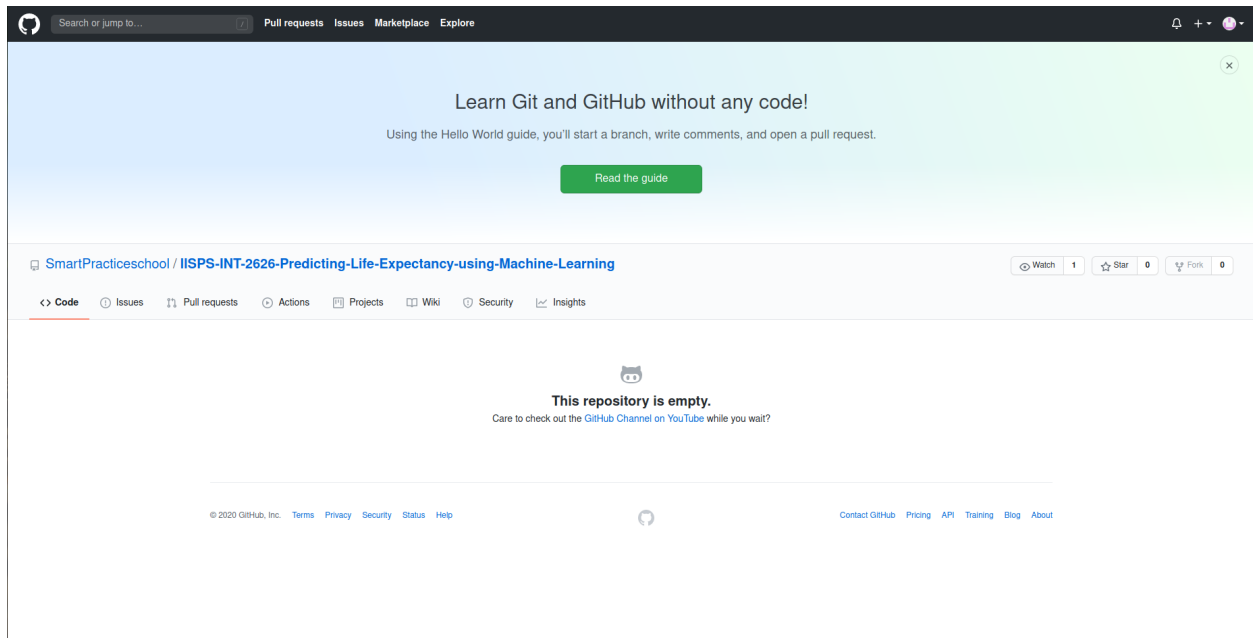 Search or jump to… / Pull requests Issues Marketplace Explore
Learn Git and GitHub without any code!
Using the Hello World guide, you’ll start a branch, write comments, and open a pull request.
Read the guide
SmartPracticeschool / IISPS-INT-2626-Predicting-Life-Expectancy-using-Machine-Learning
Watch 1 Star 0 Fork 0
<> Code Issues Pull requests Actions Projects Wiki Security Insights
This repository is empty.
Care to check out the GitHub Channel on YouTube while you wait?
© 2020 GitHub, Inc. Terms Privacy Security Status Help Contact GitHub Pricing API Training Blog About